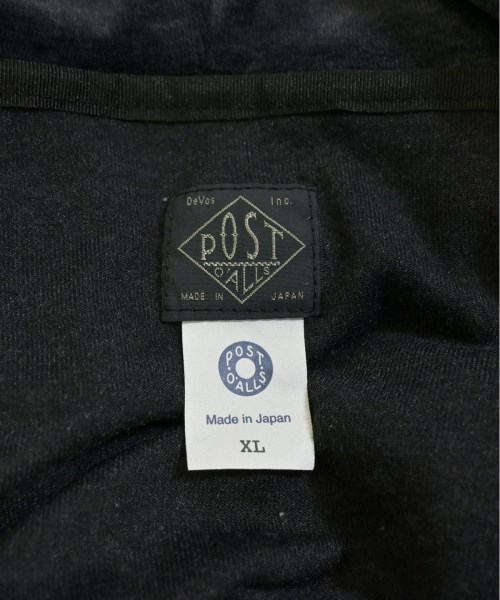 DeVos Inc.
POST
O'ALLS
MADE IN JAPAN
POST
O'ALLS
Made in Japan
XL